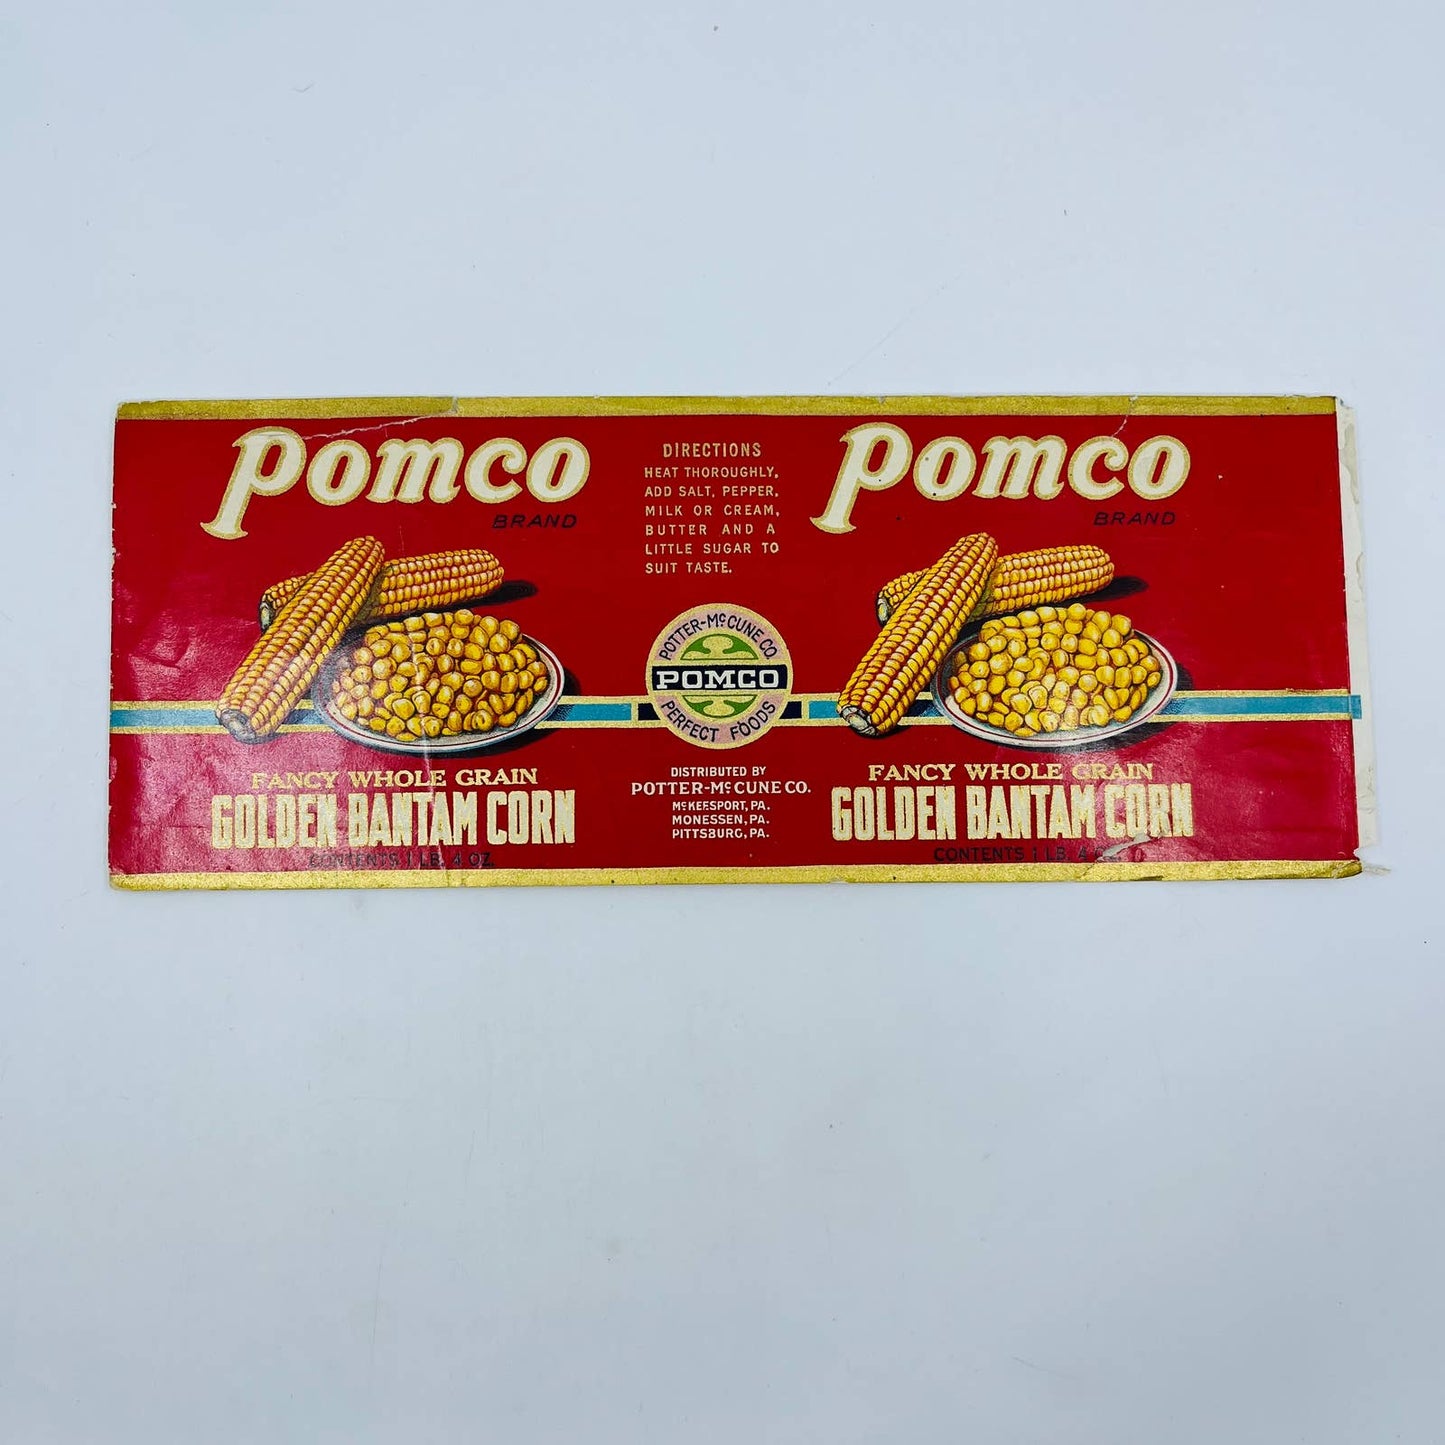 Pomco
BRAND
FANCY WHOLE GRAIN
GOLDEN BANTAM CORN
CONTENTS 1 LB. 4 OZ.
DIRECTIONS
HEAT THOROUGHLY,
ADD SALT, PEPPER,
MILK OR CREAM,
BUTTER AND A
LITTLE SUGAR TO
SUIT TASTE.
POTTER-McCUNE CO.
POMCO
PERFECT FOODS
DISTRIBUTED BY
POTTER-McCUNE CO.
McKEESPORT, PA.
MONESSEN, PA.
PITTSBURG, PA.
Pomco
BRAND
FANCY WHOLE GRAIN
GOLDEN BANTAM CORN
CONTENTS 1 LB. 4 OZ.